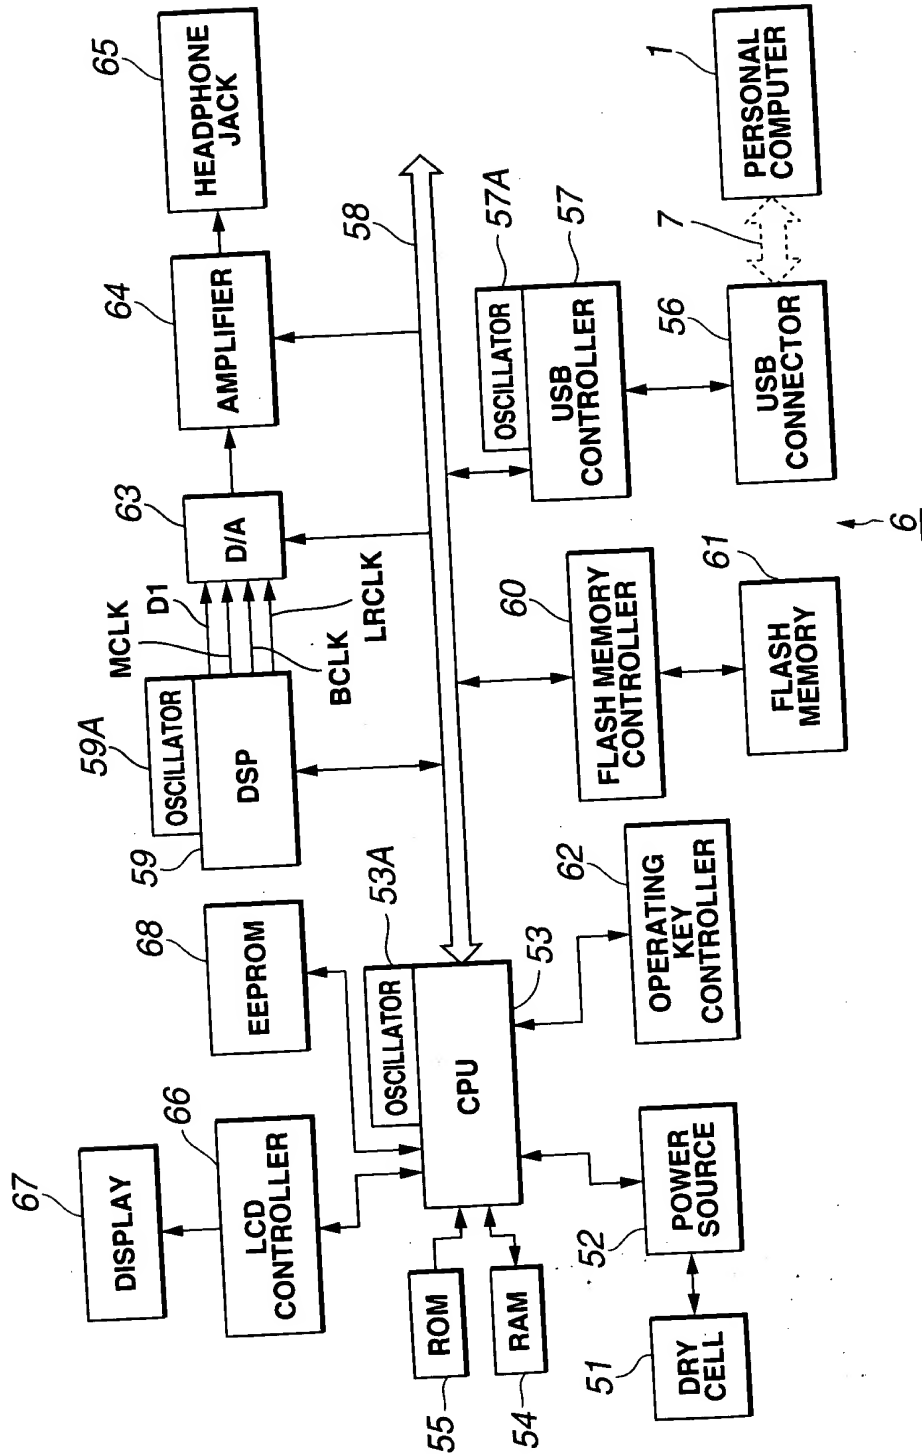 67
DISPLAY
66
LCD
CONTROLLER
68
EEPROM
59
59A
OSCILLATOR
DSP
MCLK
D1
BCLK
LRCLK
63
D/A
64
AMPLIFIER
65
HEADPHONE
JACK
55
ROM
54
RAM
53A
OSCILLATOR
CPU
53
58
51
DRY
CELL
52
POWER
SOURCE
62
OPERATING
KEY
CONTROLLER
60
FLASH MEMORY
CONTROLLER
61
FLASH
MEMORY
57A
OSCILLATOR
57
USB
CONTROLLER
56
USB
CONNECTOR
7
1
PERSONAL
COMPUTER
6